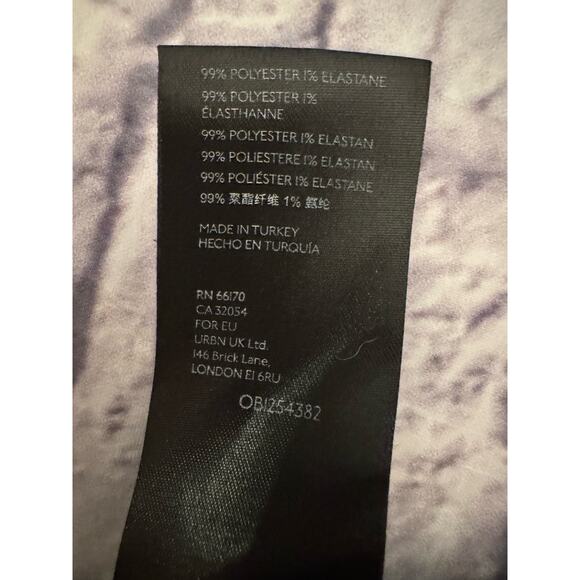 99% POLYESTER 1% ELASTANE
99% POLYESTER 1%
ÉLASTHANNE
99% POLYESTER 1% ELASTAN
99% POLIESTERE 1% ELASTAN
99% POLIÉSTER 1% ELASTANE
99% 聚酯纤维 1% 氨纶
MADE IN TURKEY
HECHO EN TURQUÍA
RN 66170
CA 32054
FOR EU
URBN UK Ltd.
146 Brick Lane,
LONDON E1 6RU
OB1254382